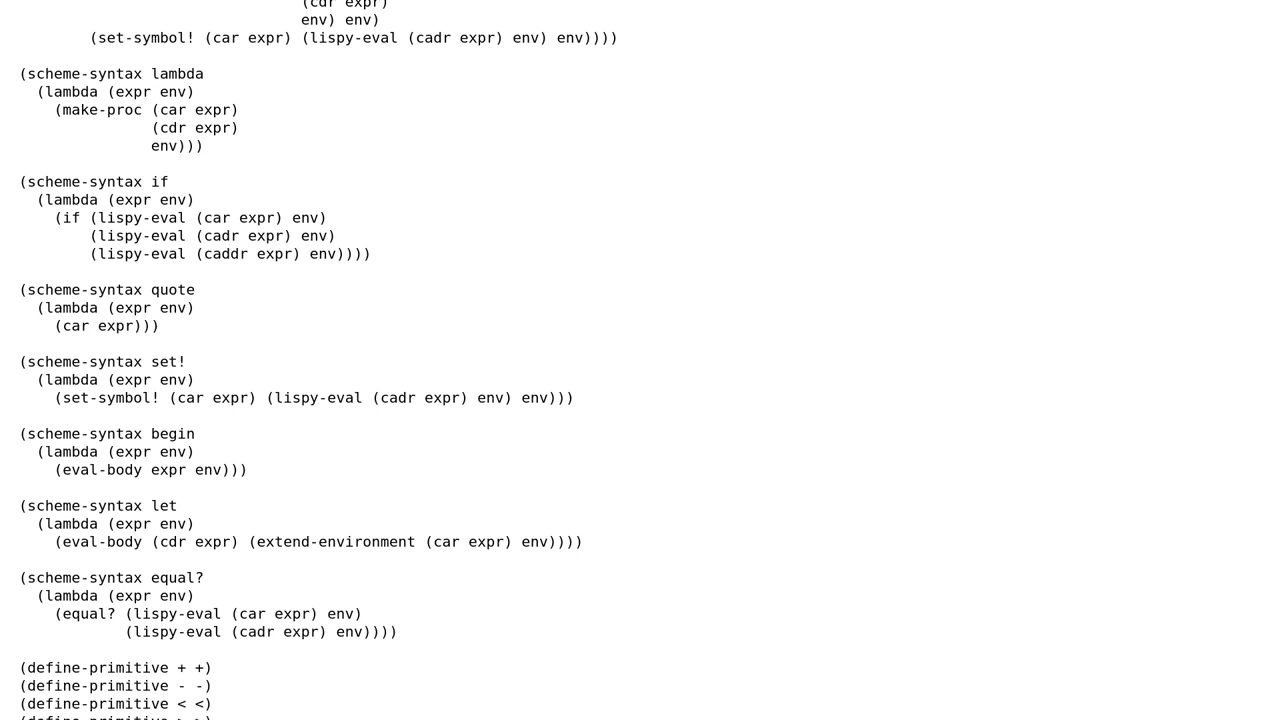 (cdr expr)
env) env)
(set-symbol! (car expr) (lispy-eval (cadr expr) env) env))))
(scheme-syntax lambda
(lambda (expr env)
(make-proc (car expr)
(cdr expr)
env)))
(scheme-syntax if
(lambda (expr env)
(if (lispy-eval (car expr) env)
(lispy-eval (cadr expr) env)
(lispy-eval (caddr expr) env))))
(scheme-syntax quote
(lambda (expr env)
(car expr)))
(scheme-syntax set!
(lambda (expr env)
(set-symbol! (car expr) (lispy-eval (cadr expr) env) env)))
(scheme-syntax begin
(lambda (expr env)
(eval-body expr env)))
(scheme-syntax let
(lambda (expr env)
(eval-body (cdr expr) (extend-environment (car expr) env))))
(scheme-syntax equal?
(lambda (expr env)
(equal? (lispy-eval (car expr) env)
(lispy-eval (cadr expr) env))))
(define-primitive + +)
(define-primitive - -)
(define-primitive < <)